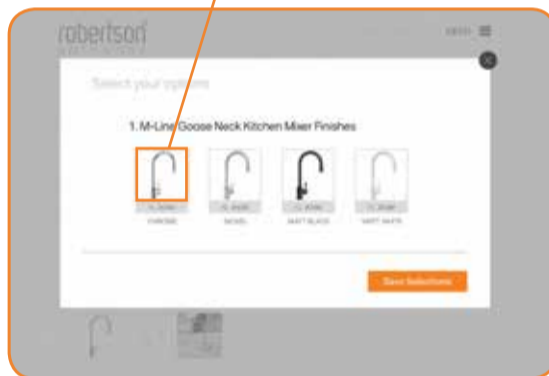 robertson
MENU
Select your options
1. M-Line Goose Neck Kitchen Mixer Finishes
CHROME
NICKEL
MATT BLACK
MATT WHITE
Save Selections